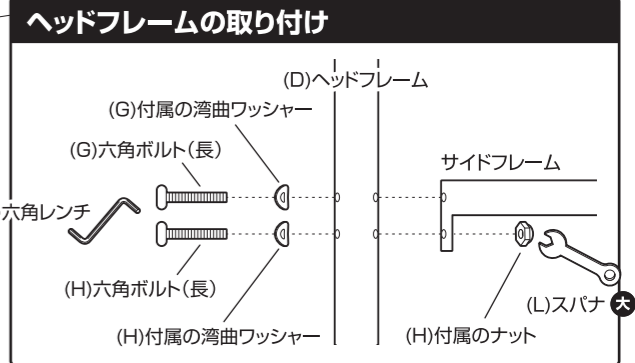 ヘッドフレームの取り付け
(D)ヘッドフレーム
(G)付属の湾曲ワッシャー
(G)六角ボルト(長)
サイドフレーム
六角レンチ
(H)六角ボルト(長)
(L)スパナ 大
(H)付属の湾曲ワッシャー
(H)付属のナット